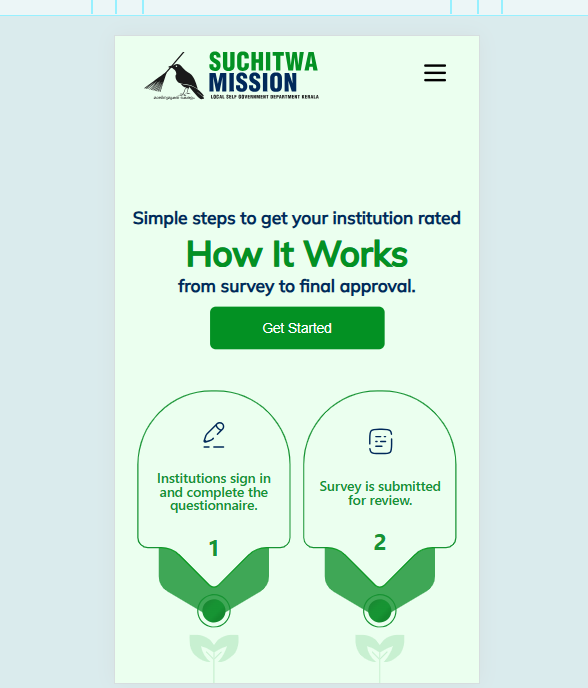 SUCHITWA
MISSION
LOCAL SELF GOVERNMENT DEPARTMENT KERALA
Simple steps to get your institution rated
How It Works
from survey to final approval.
Get Started
Institutions sign in
and complete the
questionnaire.
1
Survey is submitted
for review.
2